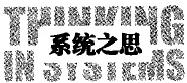 THINKING
系统之思
IN SYSTEMS